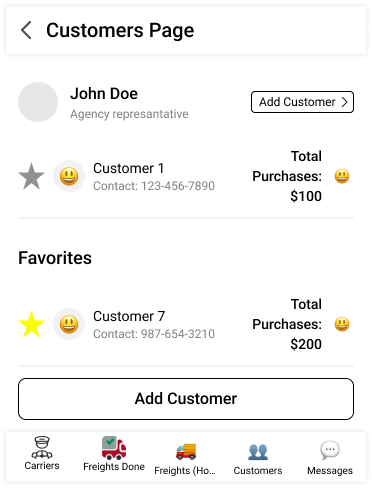 Customers Page
John Doe
Agency represantative
Add Customer
Customer 1
Contact: 123-456-7890
Total
Purchases:
$100
Favorites
Customer 7
Contact: 987-654-3210
Total
Purchases:
$200
Add Customer
Carriers
Freights Done
Freights (Ho...
Customers
Messages